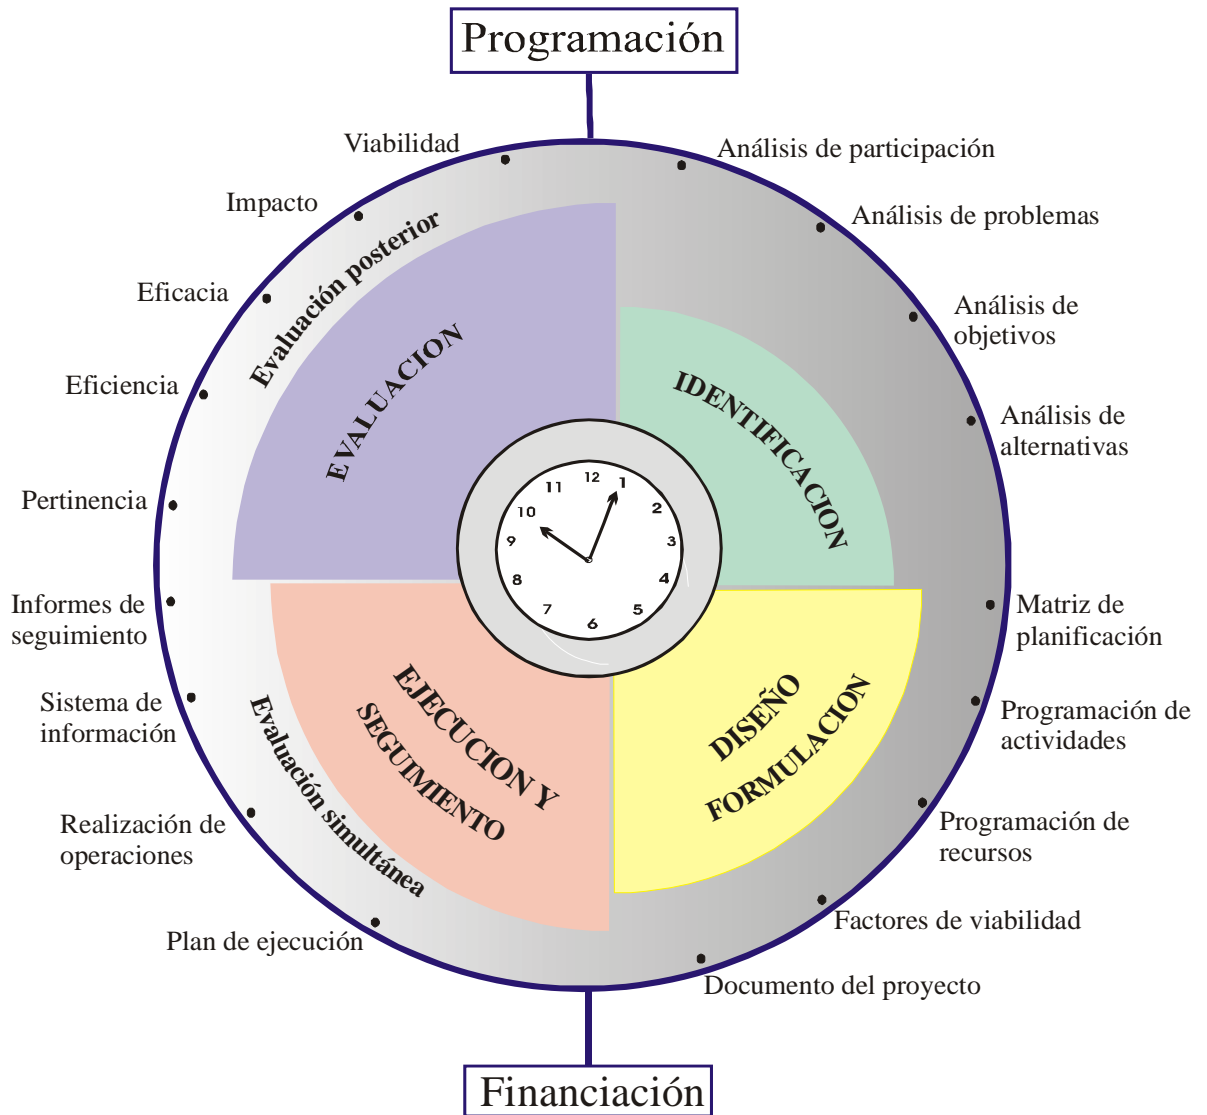 Programación
Viabilidad
Análisis de participación
Impacto
Análisis de problemas
Evaluación posterior
Eficacia
Análisis de
objetivos
EVALUACION
IDENTIFICACION
Eficiencia
Análisis de
alternativas
Pertinencia
12
1
2
3
4
5
6
7
8
9
10
11
Informes de
seguimiento
Matriz de
planificación
Sistema de
información
Evaluación simultánea
EJECUCION Y
SEGUIMIENTO
DISEÑO
FORMULACION
Programación de
actividades
Realización de
operaciones
Programación de
recursos
Plan de ejecución
Factores de viabilidad
Documento del proyecto
Financiación